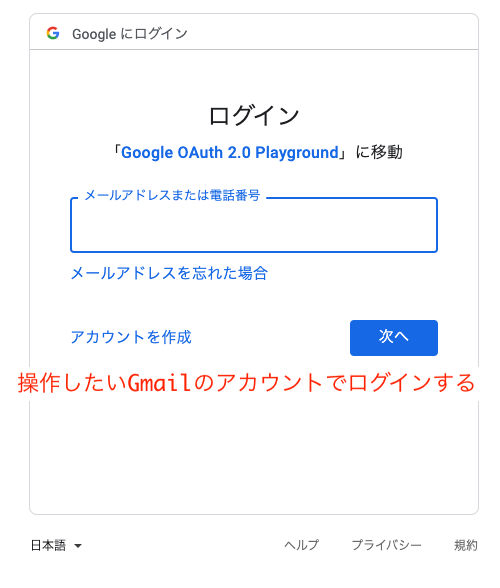 Google にログイン
ログイン
「Google OAuth 2.0 Playground」に移動
メールアドレスまたは電話番号
メールアドレスを忘れた場合
アカウントを作成
次へ
操作したいGmailのアカウントでログインする
日本語
ヘルプ
プライバシー
規約